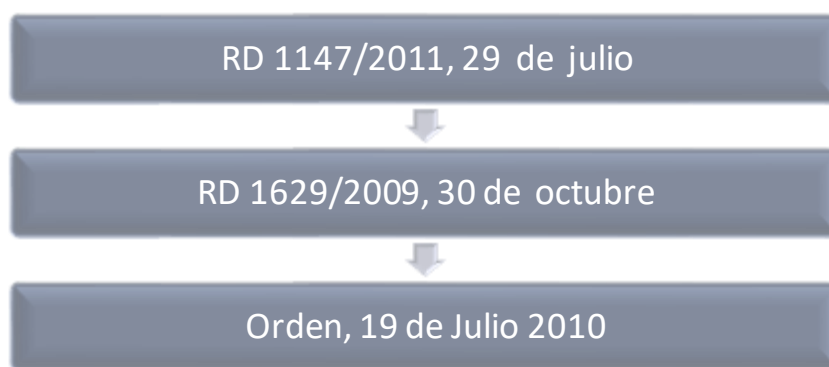 RD 1147/2011, 29 de julio
RD 1629/2009, 30 de octubre
Orden, 19 de Julio 2010